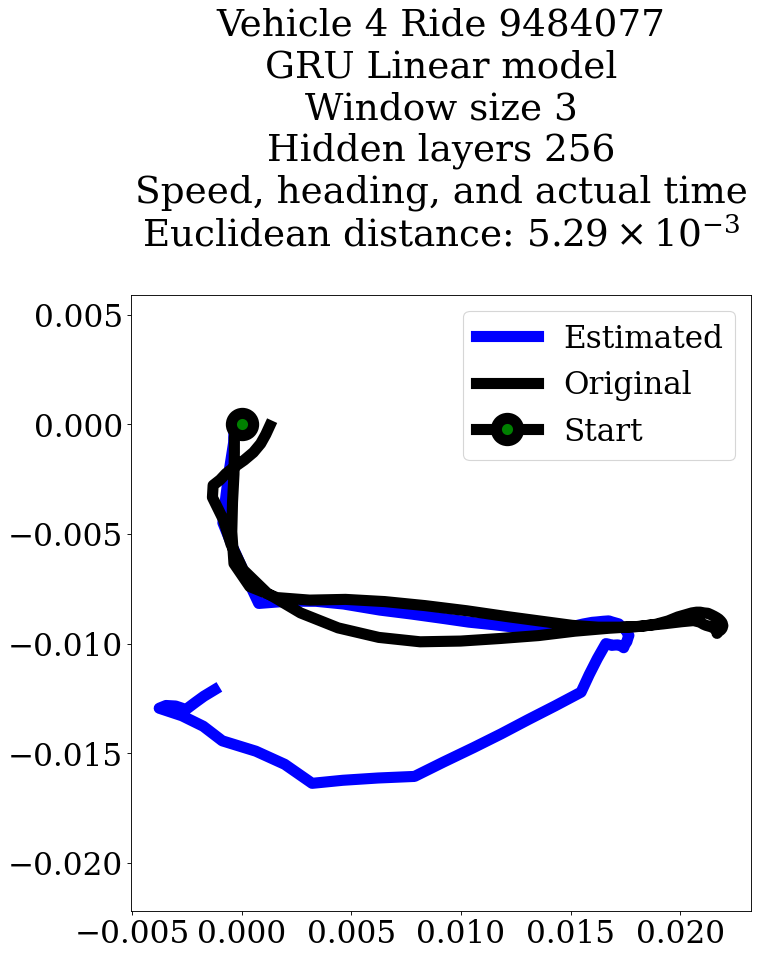 Vehicle 4 Ride 9484077
GRU Linear model
Window size 3
Hidden layers 256
Speed, heading, and actual time
Euclidean distance: 5.29 × 10⁻³
Estimated
Original
Start
0.005
0.000
−0.005
−0.010
−0.015
−0.020
−0.005 0.000 0.005 0.010 0.015 0.020